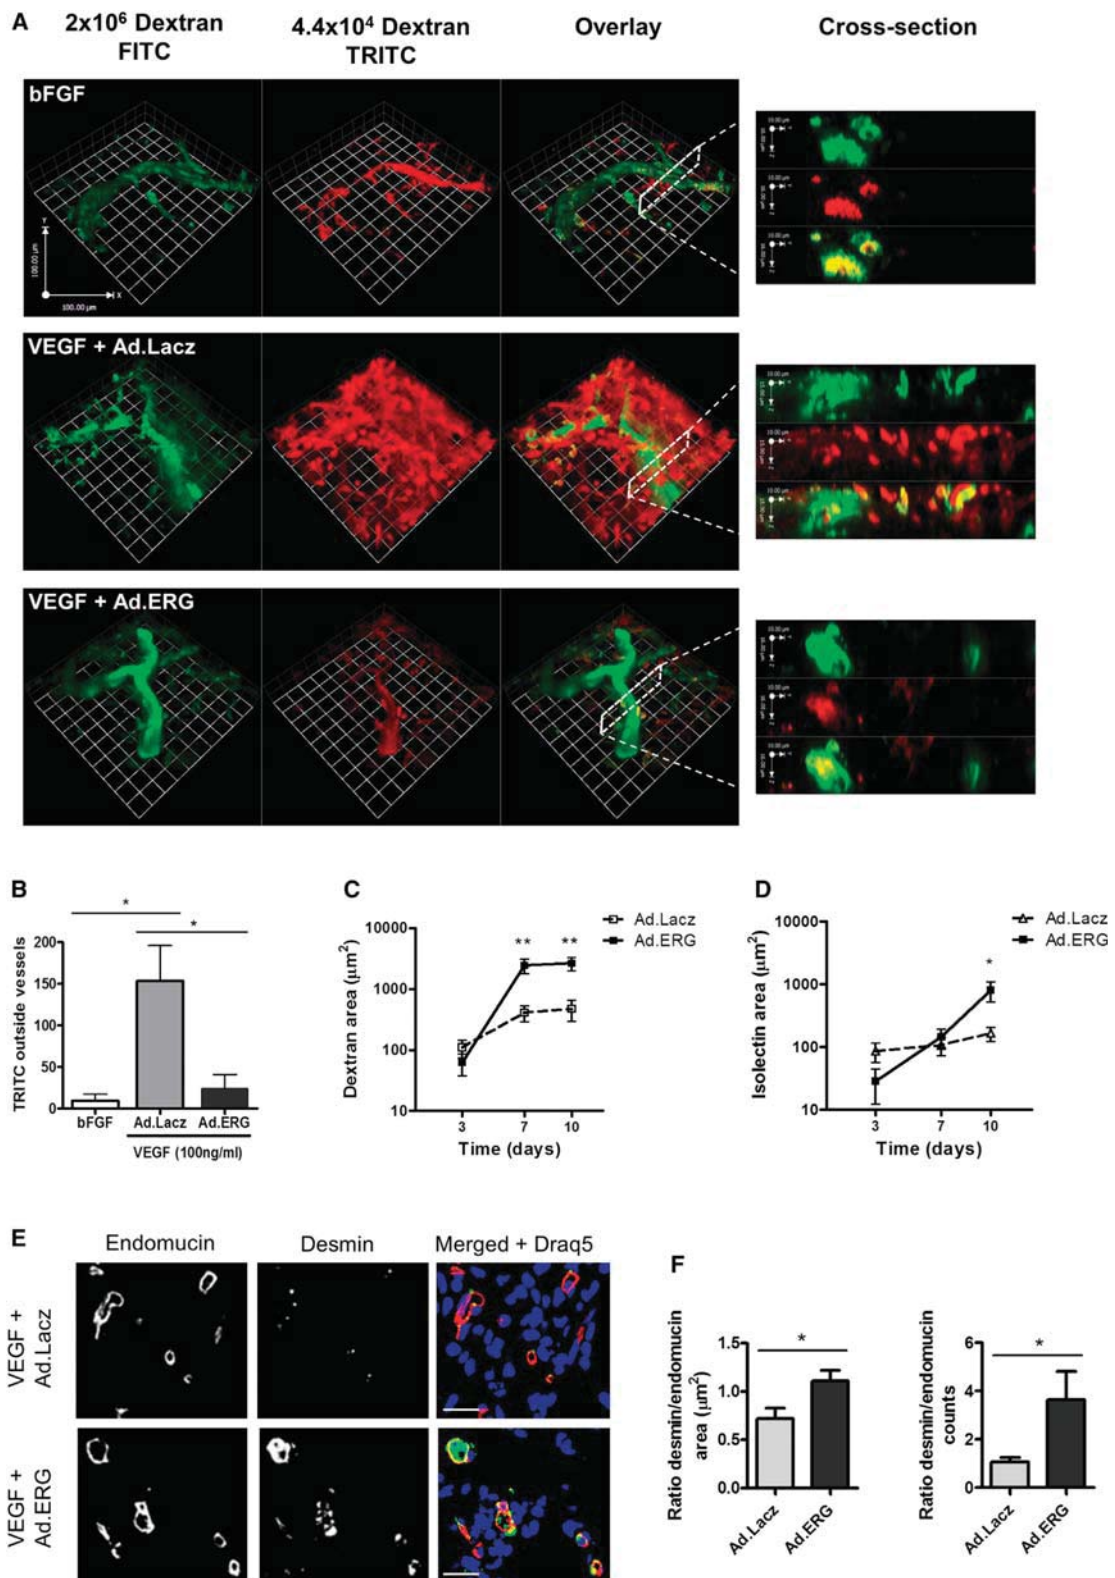 A
2x10⁶ Dextran
FITC
4.4x10⁴ Dextran
TRITC
Overlay
Cross-section
bFGF
Y
100.00 µm
X
100.00 µm
VEGF + Ad.Lacz
VEGF + Ad.ERG
B
*
*
TRITC outside vessels
200
150
100
50
0
bFGF
Ad.Lacz
Ad.ERG
VEGF (100ng/ml)
C
Ad.Lacz
Ad.ERG
**
**
Dextran area (µm²)
10000
1000
100
10
3
7
10
Time (days)
D
Ad.Lacz
Ad.ERG
*
Isolectin area (µm²)
10000
1000
100
10
3
7
10
Time (days)
E
Endomucin
Desmin
Merged + Draq5
VEGF +
Ad.Lacz
VEGF +
Ad.ERG
F
*
Ratio desmin/endomucin
area (µm²)
1.5
1.0
0.5
0.0
Ad.Lacz
Ad.ERG
*
Ratio desmin/endomucin
counts
6
4
2
0
Ad.Lacz
Ad.ERG